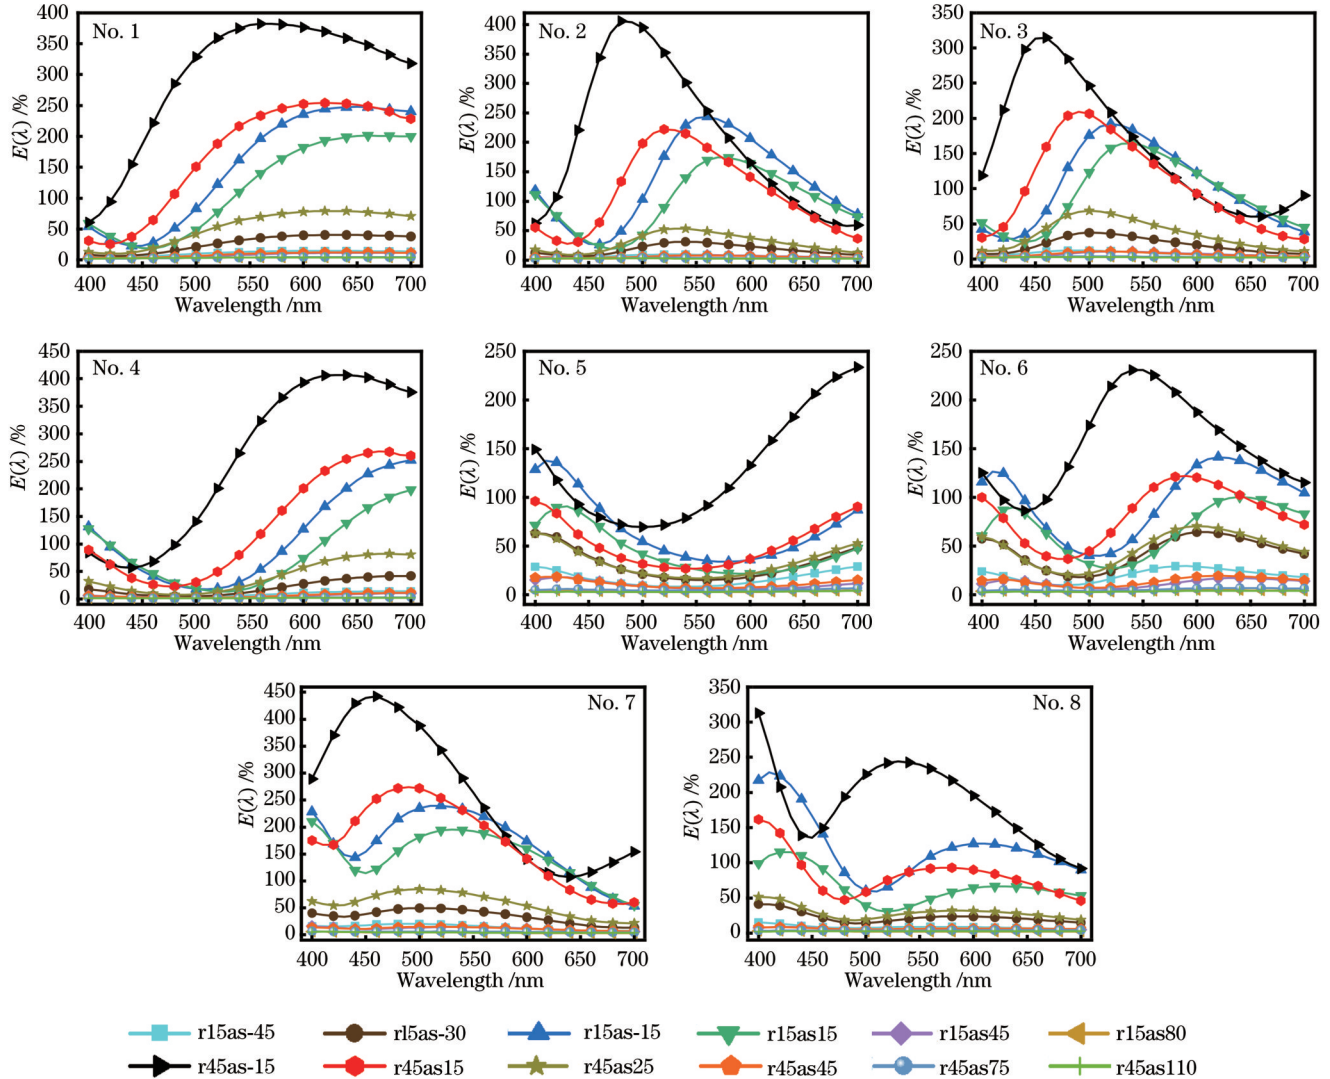 No. 1
E(λ) /%
400
350
300
250
200
150
100
50
0
400 450 500 550 600 650 700
Wavelength /nm
No. 2
E(λ) /%
400
350
300
250
200
150
100
50
0
400 450 500 550 600 650 700
Wavelength /nm
No. 3
E(λ) /%
350
300
250
200
150
100
50
0
400 450 500 550 600 650 700
Wavelength /nm
No. 4
E(λ) /%
450
400
350
300
250
200
150
100
50
0
400 450 500 550 600 650 700
Wavelength /nm
No. 5
E(λ) /%
250
200
150
100
50
0
400 450 500 550 600 650 700
Wavelength /nm
No. 6
E(λ) /%
250
200
150
100
50
0
400 450 500 550 600 650 700
Wavelength /nm
No. 7
E(λ) /%
450
400
350
300
250
200
150
100
50
0
400 450 500 550 600 650 700
Wavelength /nm
No. 8
E(λ) /%
350
300
250
200
150
100
50
0
400 450 500 550 600 650 700
Wavelength /nm
r15as-45 rl5as-30 r15as-15 r15as15 r15as45 r15as80
r45as-15 r45as15 r45as25 r45as45 r45as75 r45as110